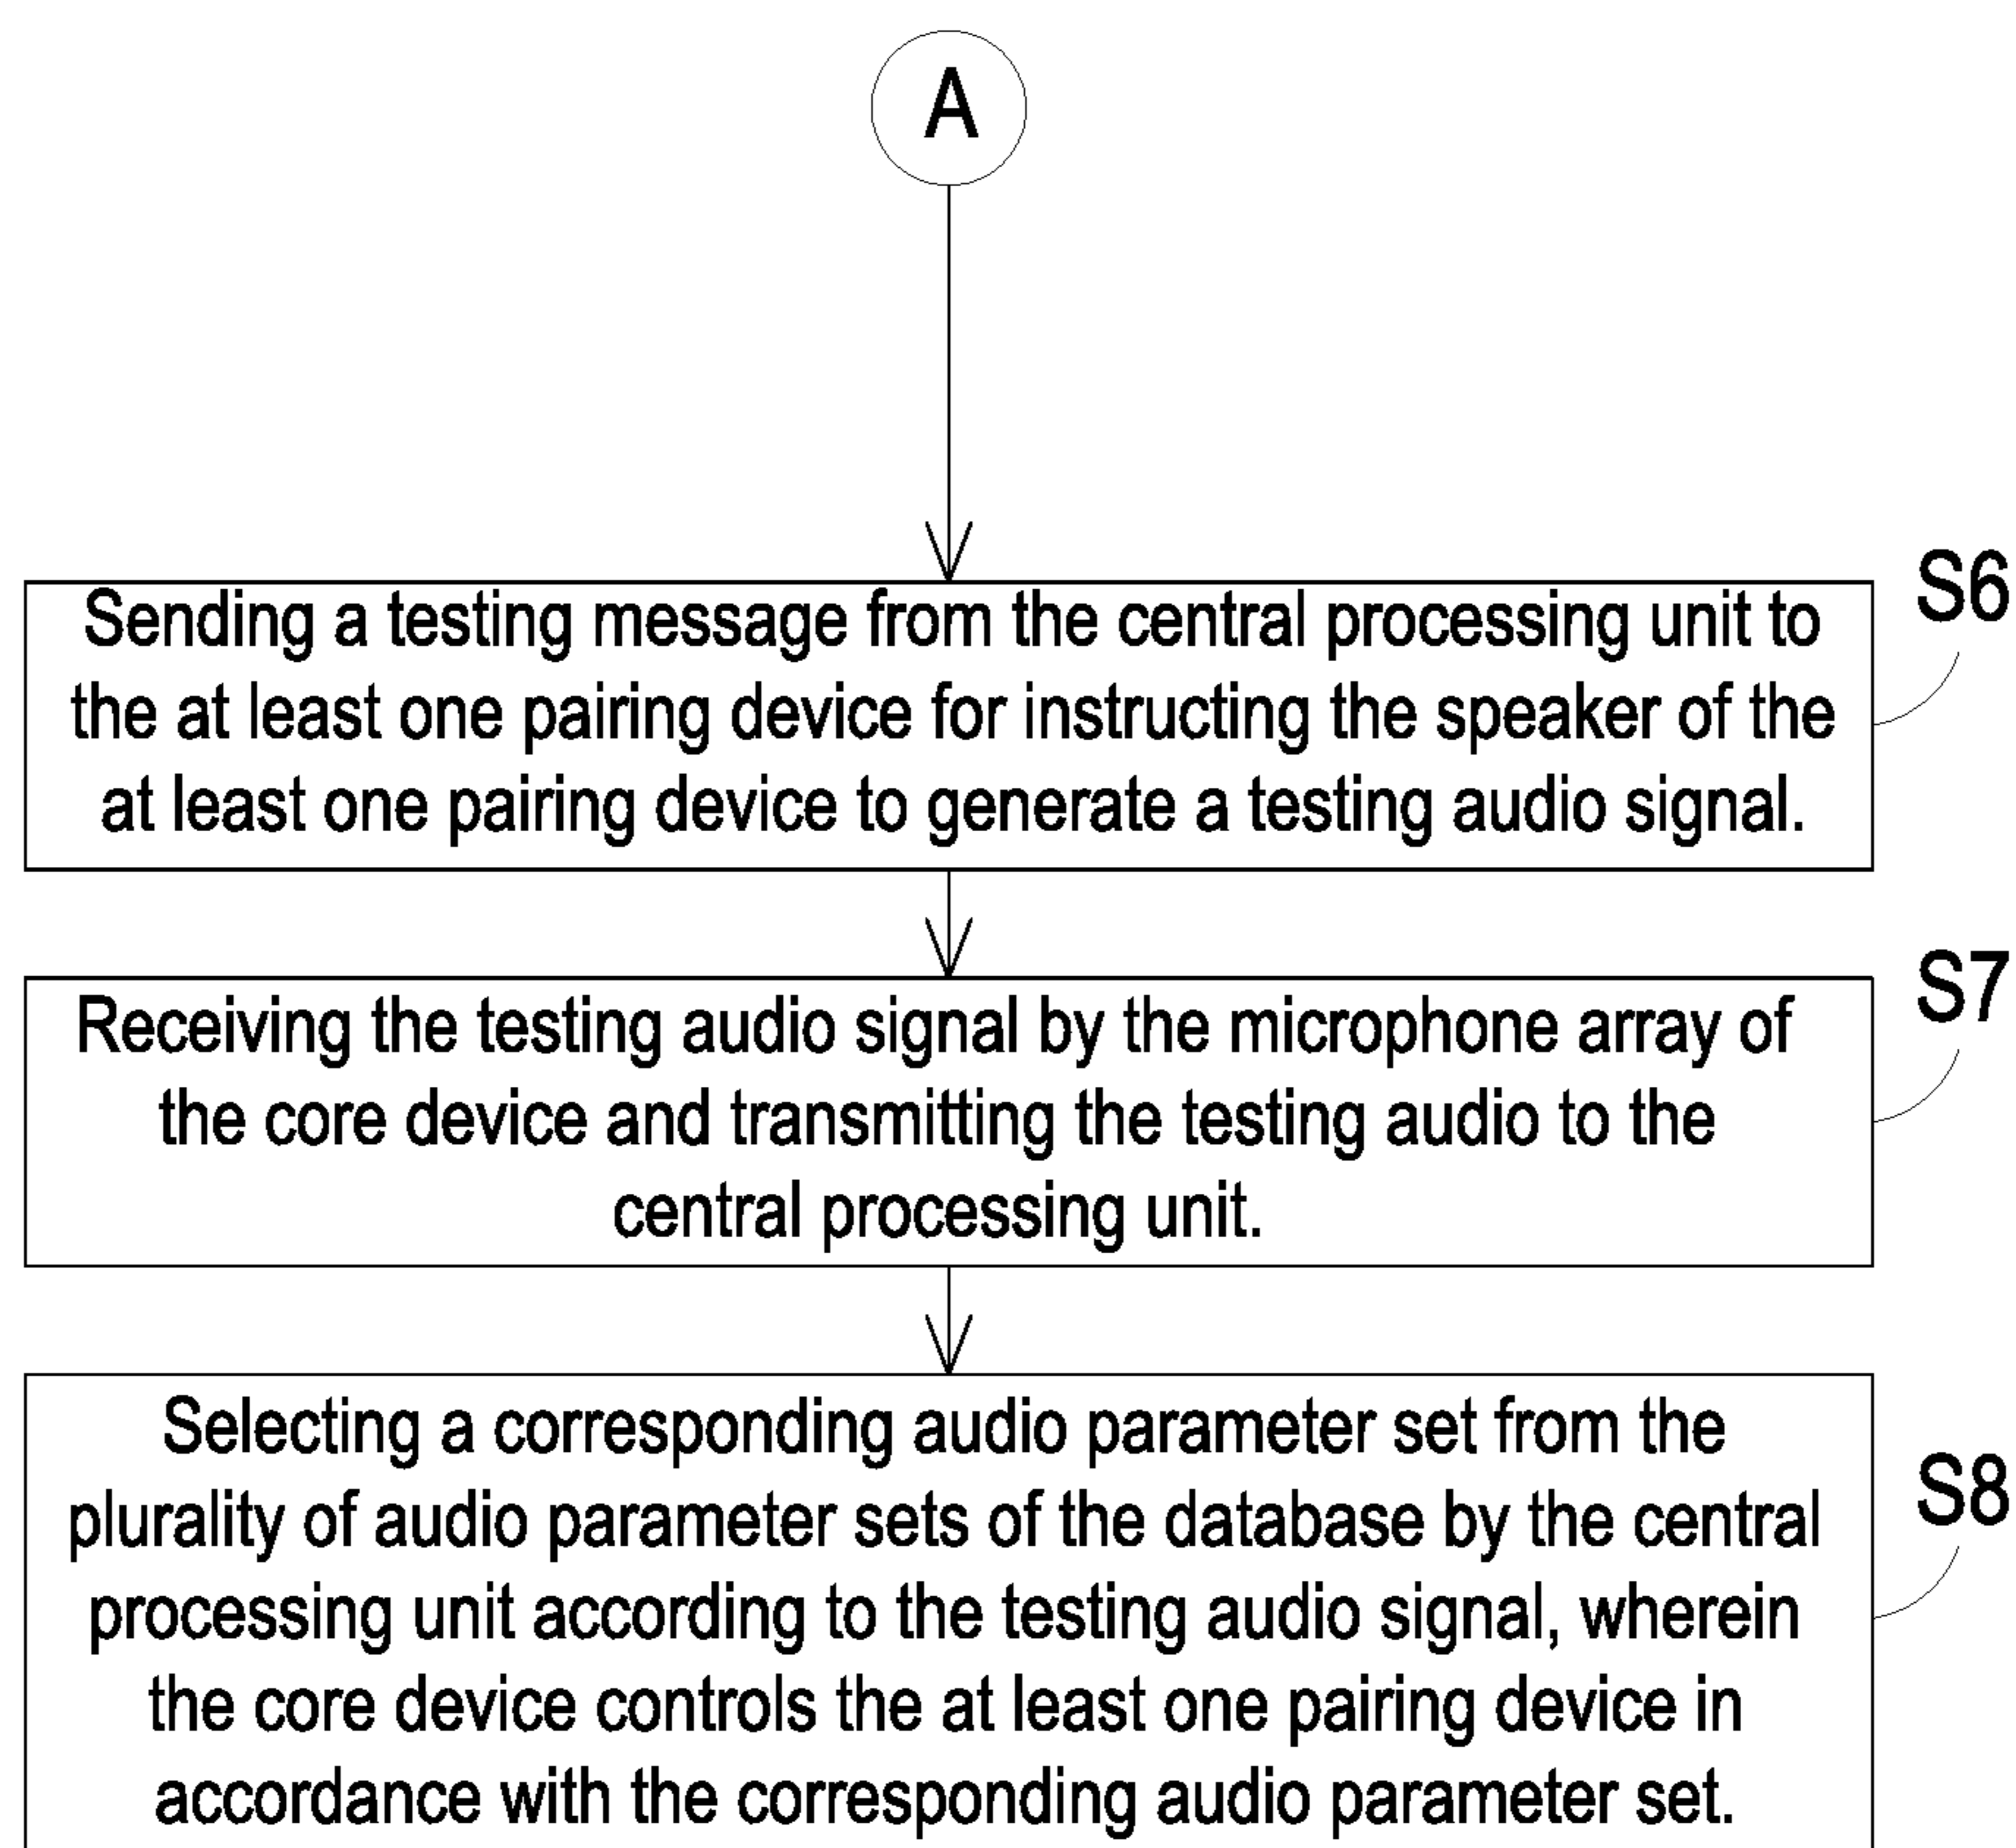 A
Sending a testing message from the central processing unit to
the at least one pairing device for instructing the speaker of the
at least one pairing device to generate a testing audio signal.
S6
Receiving the testing audio signal by the microphone array of
the core device and transmitting the testing audio to the
central processing unit.
S7
Selecting a corresponding audio parameter set from the
plurality of audio parameter sets of the database by the central
processing unit according to the testing audio signal, wherein
the core device controls the at least one pairing device in
accordance with the corresponding audio parameter set.
S8